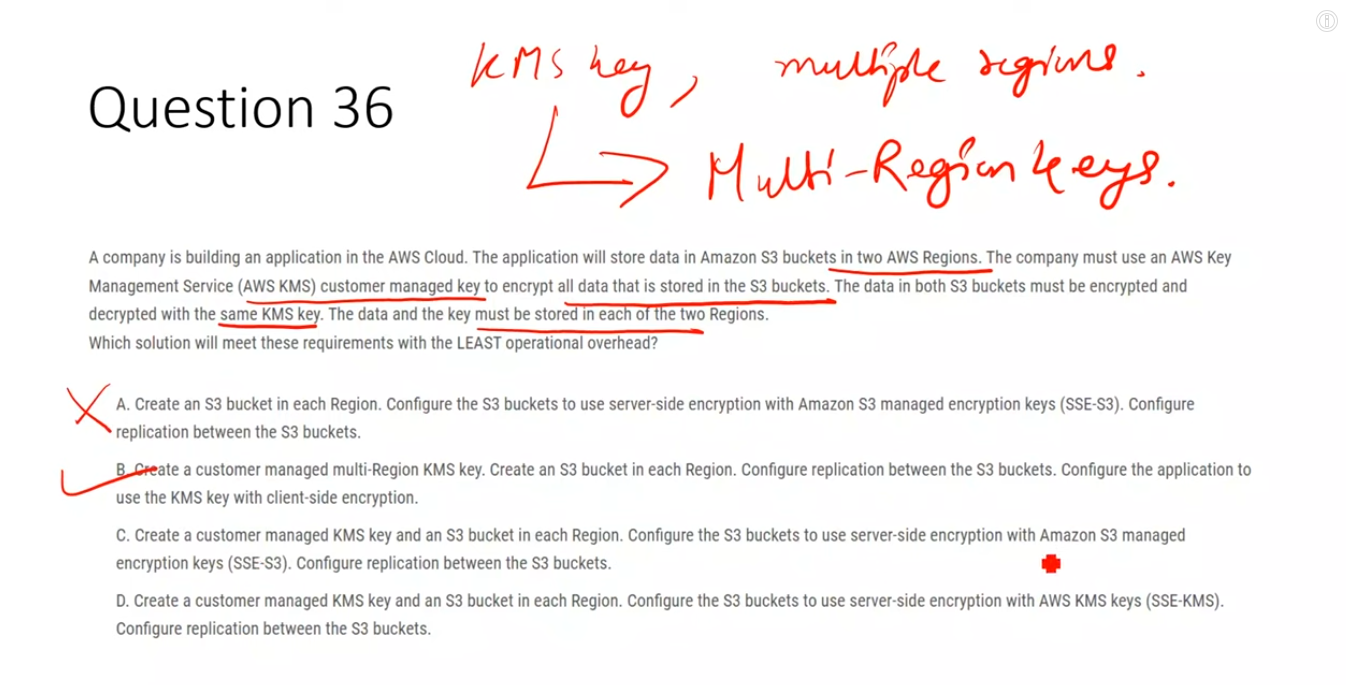 KMS key, multiple regions.
Question 36
Multi-Region keys.
A company is building an application in the AWS Cloud. The application will store data in Amazon S3 buckets in two AWS Regions. The company must use an AWS Key
Management Service (AWS KMS) customer managed key to encrypt all data that is stored in the S3 buckets. The data in both S3 buckets must be encrypted and
decrypted with the same KMS key. The data and the key must be stored in each of the two Regions.
Which solution will meet these requirements with the LEAST operational overhead?
A. Create an S3 bucket in each Region. Configure the S3 buckets to use server-side encryption with Amazon S3 managed encryption keys (SSE-S3). Configure
replication between the S3 buckets.
B. Create a customer managed multi-Region KMS key. Create an S3 bucket in each Region. Configure replication between the S3 buckets. Configure the application to
use the KMS key with client-side encryption.
C. Create a customer managed KMS key and an S3 bucket in each Region. Configure the S3 buckets to use server-side encryption with Amazon S3 managed
encryption keys (SSE-S3). Configure replication between the S3 buckets.
D. Create a customer managed KMS key and an S3 bucket in each Region. Configure the S3 buckets to use server-side encryption with AWS KMS keys (SSE-KMS).
Configure replication between the S3 buckets.